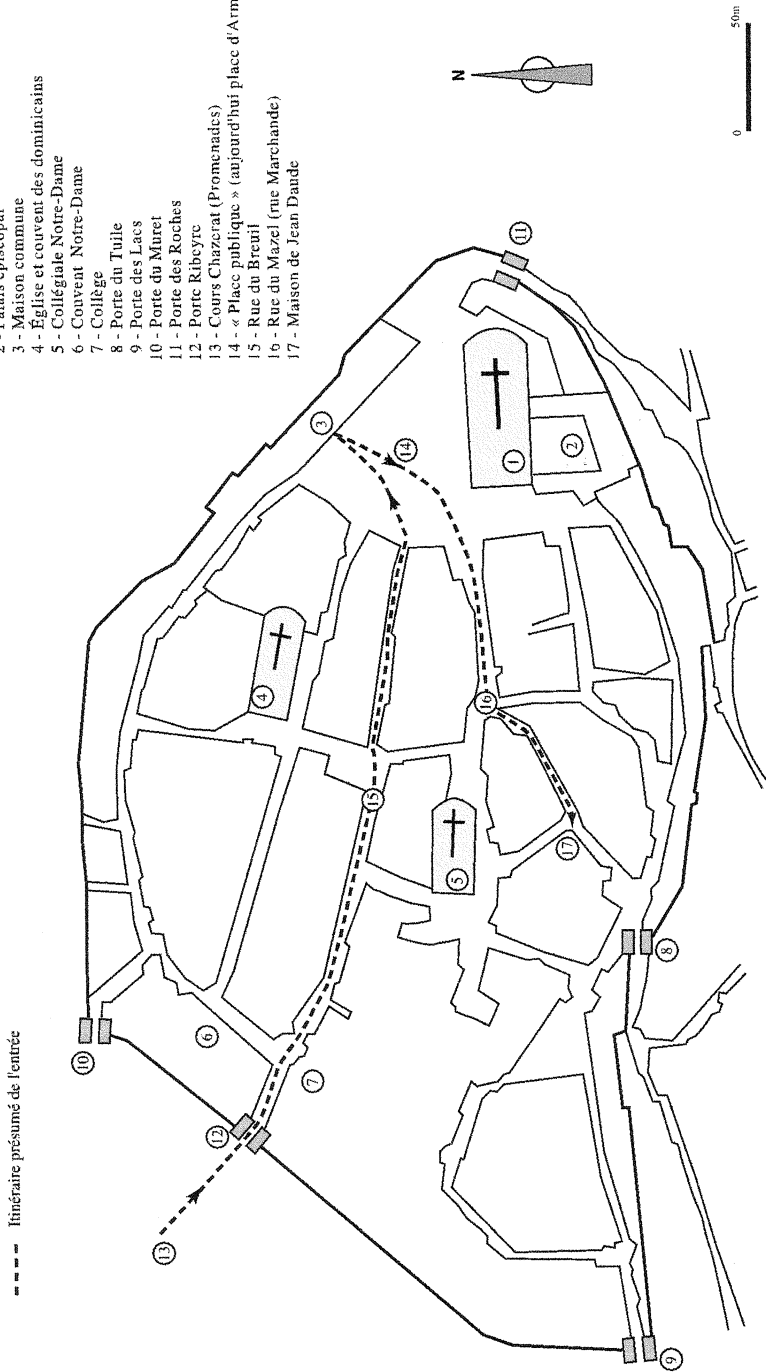 Itinéraire présumé de l'entrée
2 - Palais épiscopal
3 - Maison commune
4 - Église et couvent des dominicains
5 - Collégiale Notre-Dame
6 - Couvent Notre-Dame
7 - Collège
8 - Porte du Tuile
9 - Porte des Lacs
10 - Porte du Muret
11 - Porte des Roches
12 - Porte Ribeyre
13 - Cours Chazerat (Promenades)
14 - « Place publique » (aujourd'hui place d'Arm
15 - Rue du Breuil
16 - Rue du Mazel (rue Marchande)
17 - Maison de Jean Daude
N
0 50m
10
6
12
13
7
4
3
14
15
5
16
17
1
2
11
8
9